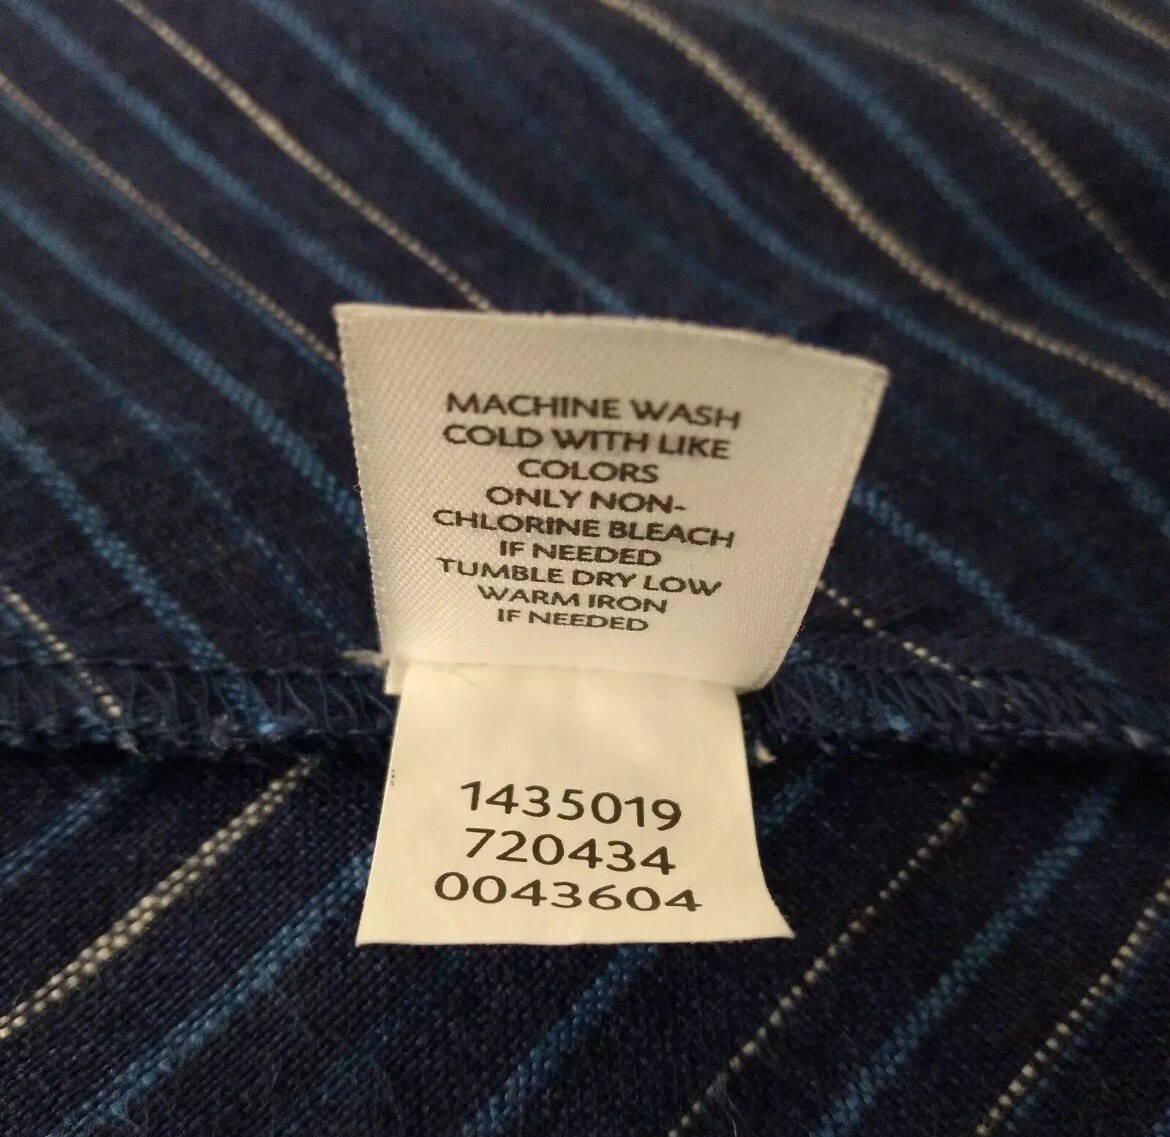 MACHINE WASH
COLD WITH LIKE
COLORS
ONLY NON-
CHLORINE BLEACH
IF NEEDED
TUMBLE DRY LOW
WARM IRON
IF NEEDED
1435019
720434
0043604